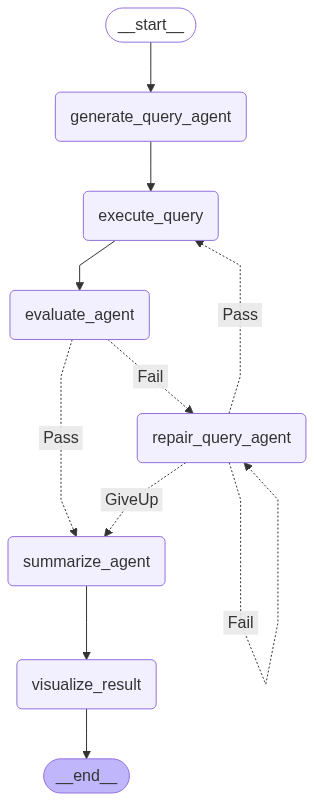 __start__
generate_query_agent
execute_query
evaluate_agent
Pass
Fail
Pass
repair_query_agent
GiveUp
summarize_agent
Fail
visualize_result
__end__